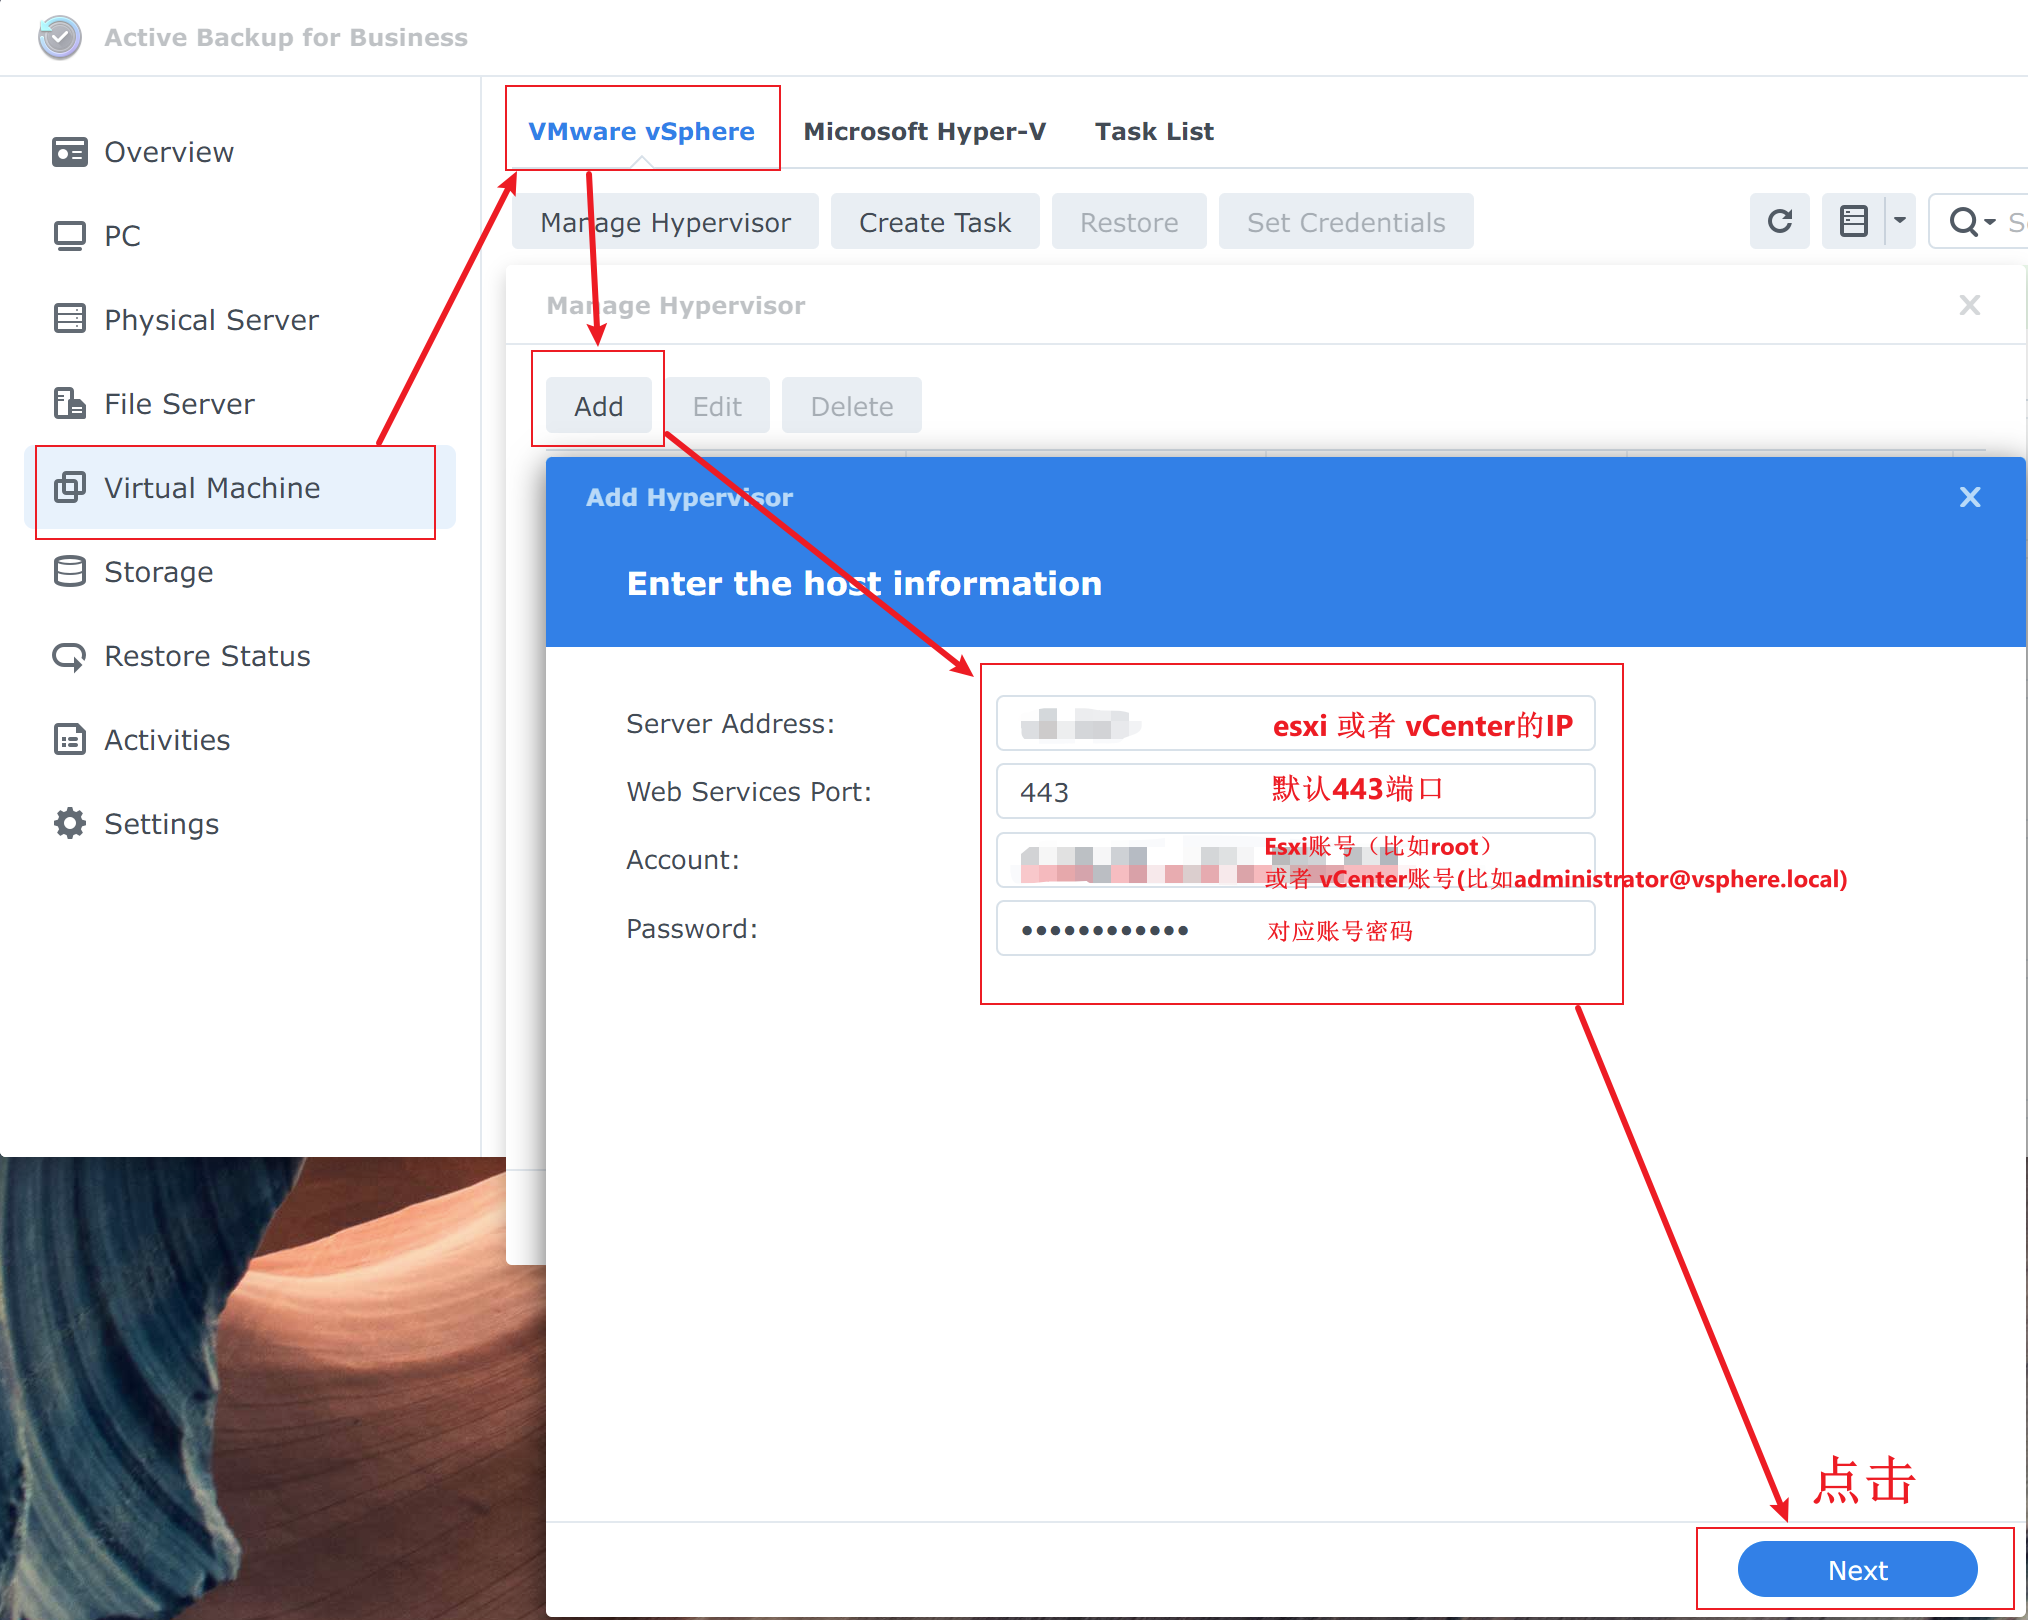 Active Backup for Business
Overview
PC
Physical Server
File Server
Virtual Machine
Storage
Restore Status
Activities
Settings
VMware vSphere Microsoft Hyper-V Task List
Manage Hypervisor Create Task Restore Set Credentials
Manage Hypervisor
Add Edit Delete
Add Hypervisor
Enter the host information
Server Address: esxi 或者 vCenter的IP
Web Services Port: 443 默认443端口
Account: Esxi账号（比如root）
或者 vCenter账号(比如administrator@vsphere.local)
Password: •••••••••••• 对应账号密码
点击
Next